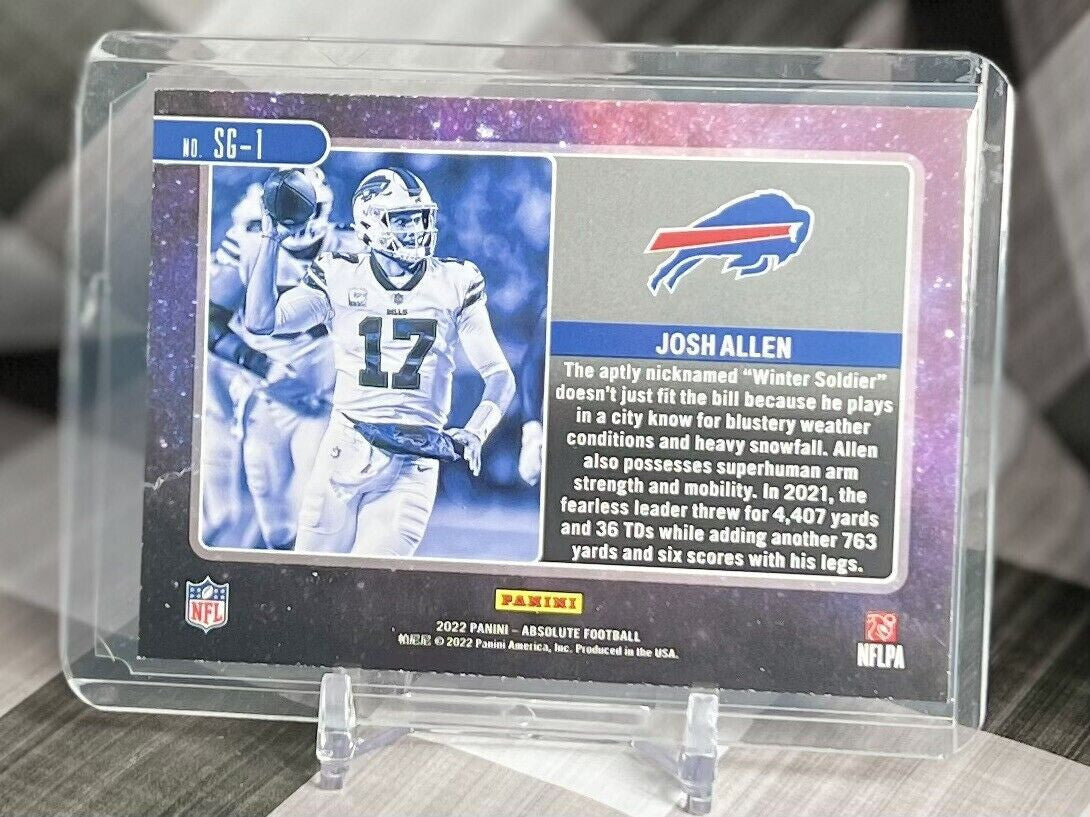 NO. SG-1
BILLS
17
JOSH ALLEN
The aptly nicknamed “Winter Soldier”
doesn’t just fit the bill because he plays
in a city know for blustery weather
conditions and heavy snowfall. Allen
also possesses superhuman arm
strength and mobility. In 2021, the
fearless leader threw for 4,407 yards
and 36 TDs while adding another 763
yards and six scores with his legs.
NFL
PANINI
2022 PANINI - ABSOLUTE FOOTBALL
帕尼尼 © 2022 Panini America, Inc. Produced in the USA.
NFLPA